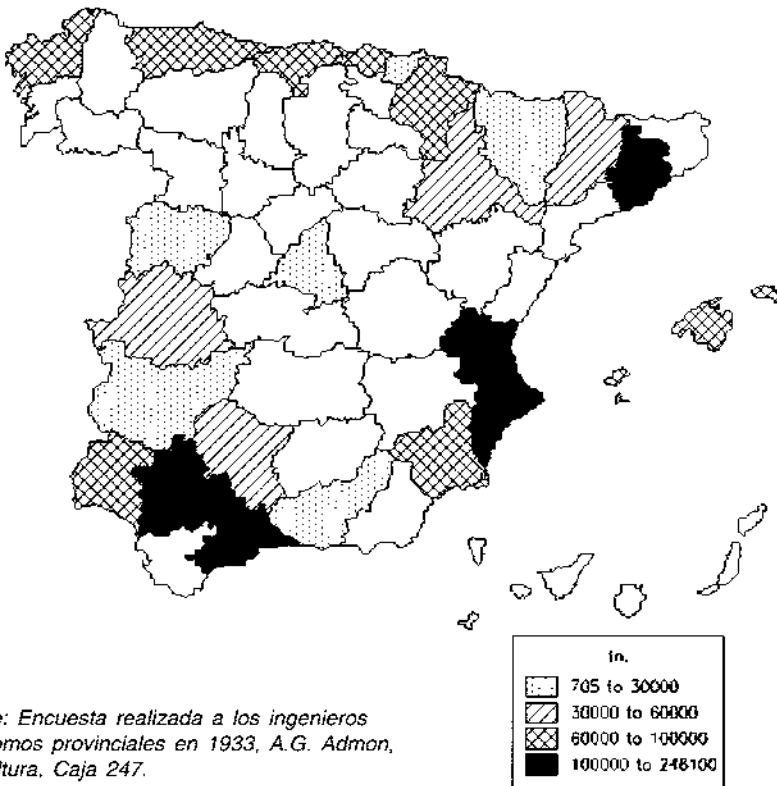 e: Encuesta realizada a los ingenieros
omos provinciales en 1933, A.G. Admon,
ltura, Caja 247.
in.
705 to 30000
30000 to 60000
60000 to 100000
100000 to 248100